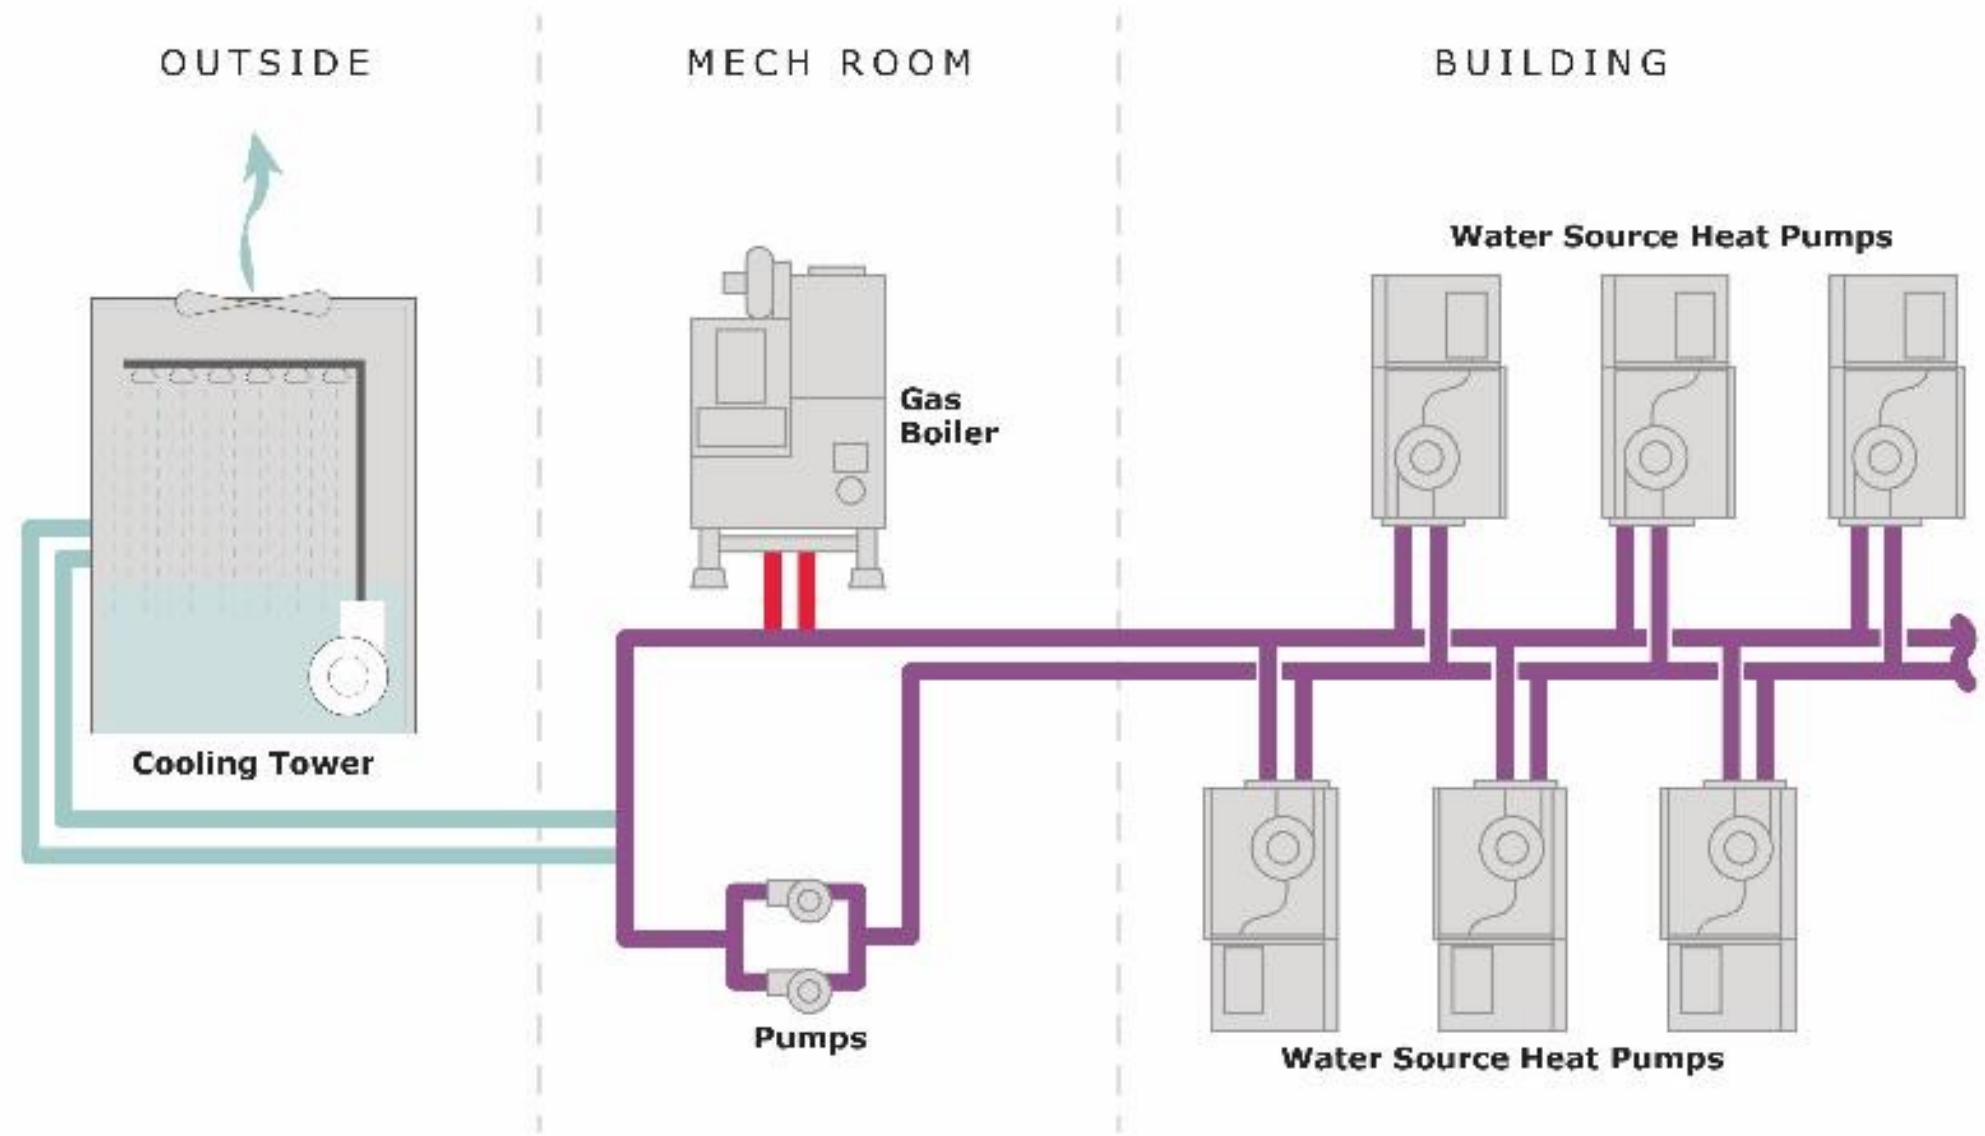 OUTSIDE
MECH ROOM
BUILDING
Water Source Heat Pumps
Gas
Boiler
Cooling Tower
Pumps
Water Source Heat Pumps